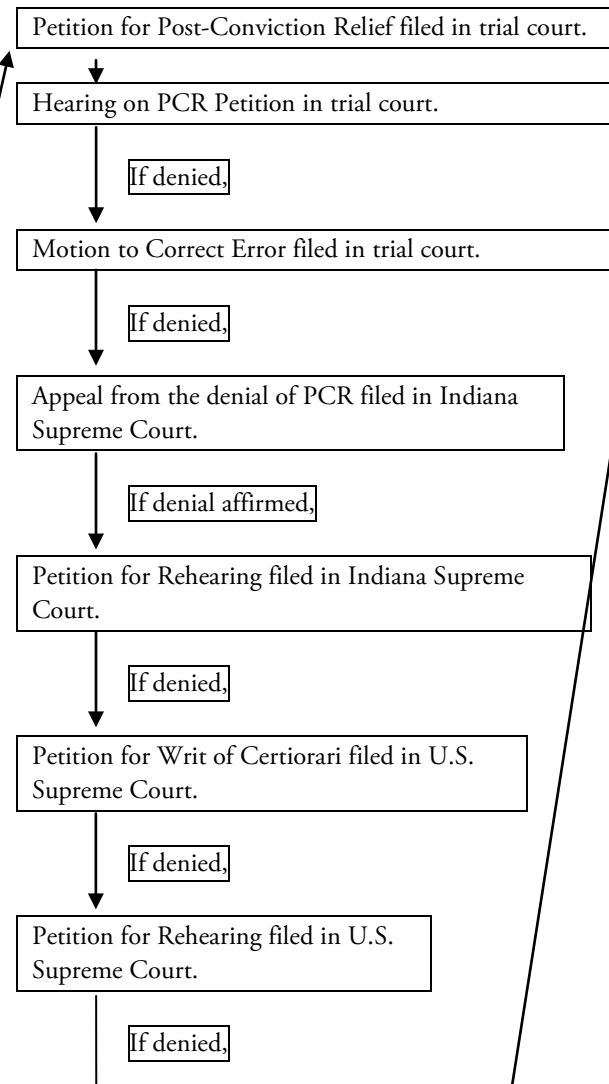 Petition for Post-Conviction Relief filed in trial court.
Hearing on PCR Petition in trial court.
If denied,
Motion to Correct Error filed in trial court.
If denied,
Appeal from the denial of PCR filed in Indiana
Supreme Court.
If denial affirmed,
Petition for Rehearing filed in Indiana Supreme
Court.
If denied,
Petition for Writ of Certiorari filed in U.S.
Supreme Court.
If denied,
Petition for Rehearing filed in U.S.
Supreme Court.
If denied,